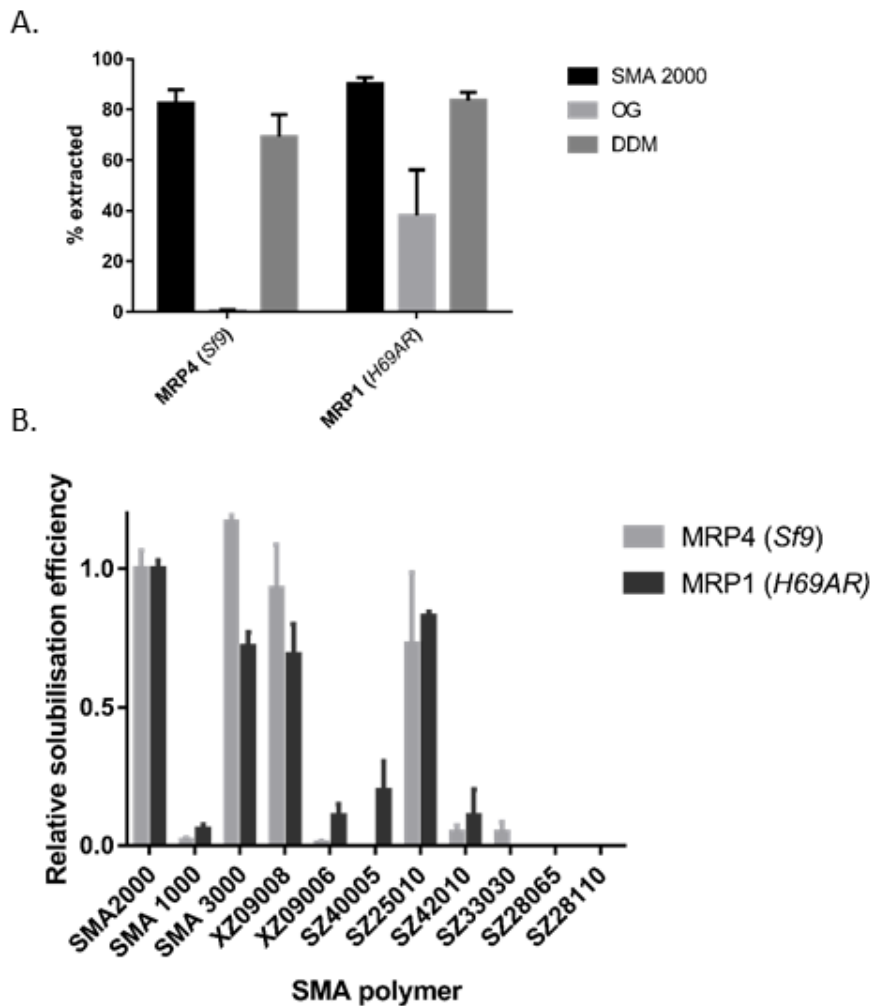 A.
100
80
60
40
20
0
% extracted
MRP4 (Sf9)
MRP1 (H69AR)
SMA 2000
OG
DDM
B.
Relative solubilisation efficiency
1.0
0.5
0.0
SMA2000
SMA 1000
SMA 3000
XZ09008
XZ09006
SZ40005
SZ25010
SZ42010
SZ33030
SZ28065
SZ28110
SMA polymer
MRP4 (Sf9)
MRP1 (H69AR)